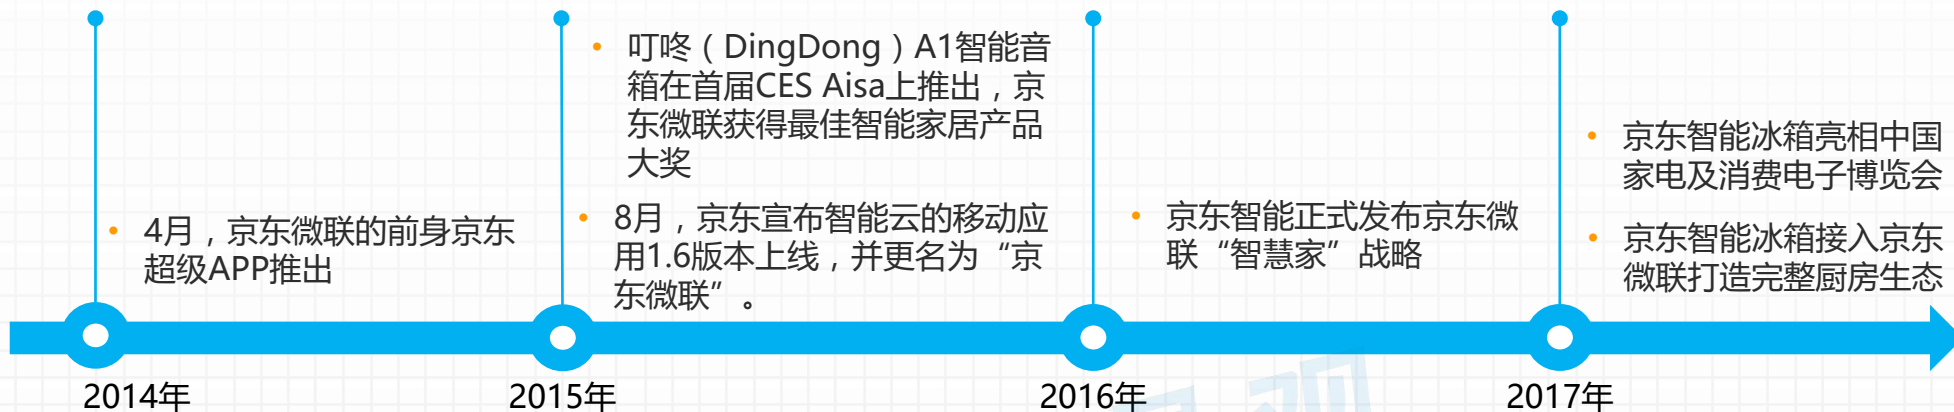 4月，京东微联的前身京东
超级APP推出
叮咚（DingDong）A1智能音
箱在首届CES Aisa上推出，京
东微联获得最佳智能家居产品
大奖
8月，京东宣布智能云的移动应
用1.6版本上线，并更名为“京
东微联”。
京东智能正式发布京东微
联“智慧家”战略
京东智能冰箱亮相中国
家电及消费电子博览会
京东智能冰箱接入京东
微联打造完整厨房生态
2014年
2015年
2016年
2017年